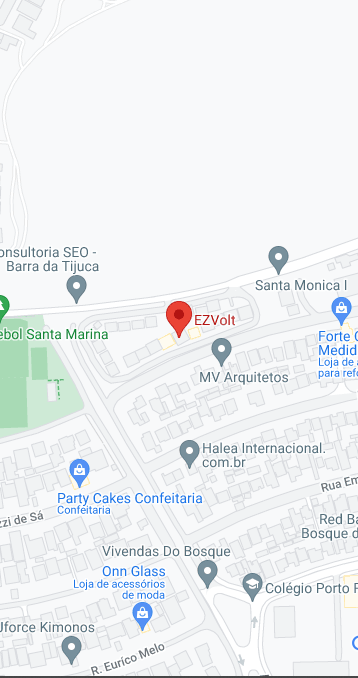 onsultoria SEO -
Barra da Tijuca
Santa Monica I
EZVolt
ebol Santa Marina
Forte C
Medid
Loja de a
para refo
MV Arquitetos
Halea Internacional.
com.br
Rua Em
Party Cakes Confeitaria
Confeitaria
zzi de Sá
Red Ba
Bosque d
Vivendas Do Bosque
Onn Glass
Loja de acessórios
de moda
Colégio Porto R
Uforce Kimonos
R. Eurico Melo